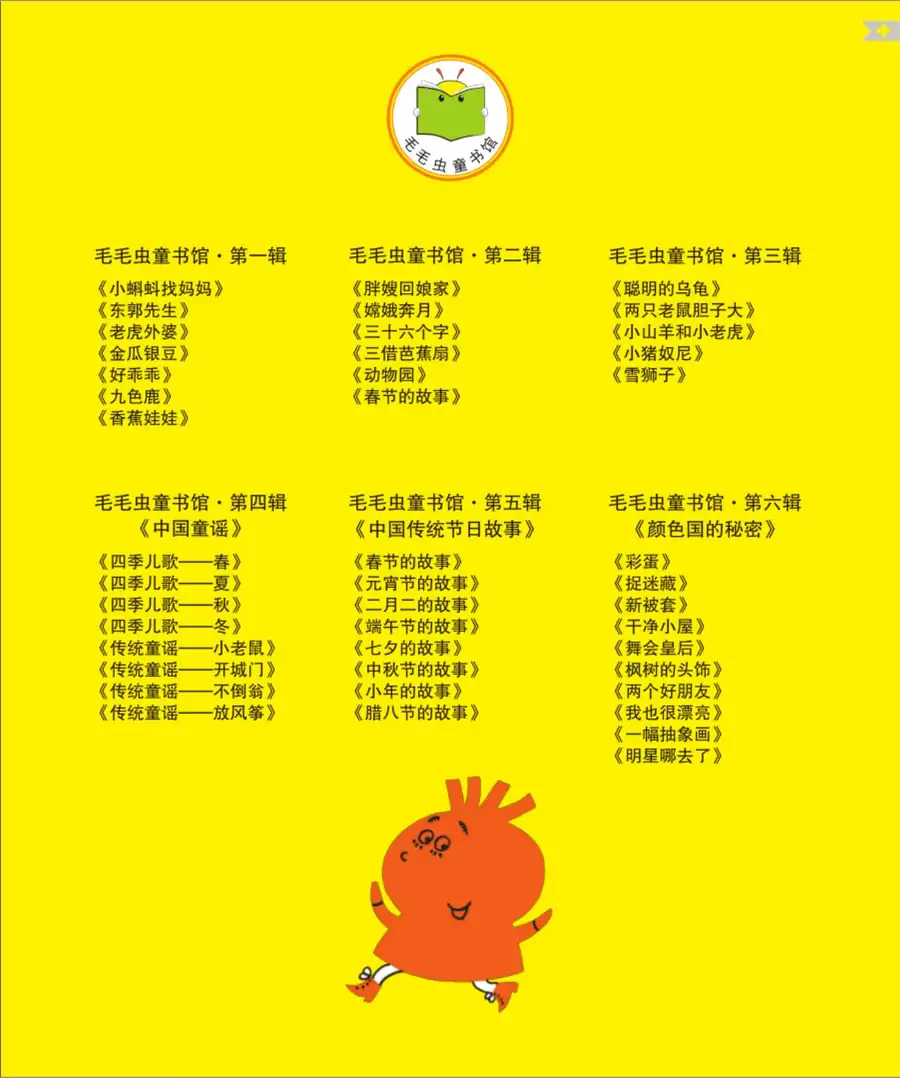 毛毛虫童书馆
毛毛虫童书馆·第一辑
《小蝌蚪找妈妈》
《东郭先生》
《老虎外婆》
《金瓜银豆》
《好乖乖》
《九色鹿》
《香蕉娃娃》
毛毛虫童书馆·第二辑
《胖嫂回娘家》
《嫦娥奔月》
《三十六个字》
《三借芭蕉扇》
《动物园》
《春节的故事》
毛毛虫童书馆·第三辑
《聪明的乌龟》
《两只老鼠胆子大》
《小山羊和小老虎》
《小猪奴尼》
《雪狮子》
毛毛虫童书馆·第四辑
《中国童谣》
《四季儿歌——春》
《四季儿歌——夏》
《四季儿歌——秋》
《四季儿歌——冬》
《传统童谣——小老鼠》
《传统童谣——开城门》
《传统童谣——不倒翁》
《传统童谣——放风筝》
毛毛虫童书馆·第五辑
《中国传统节日故事》
《春节的故事》
《元宵节的故事》
《二月二的故事》
《端午节的故事》
《七夕的故事》
《中秋节的故事》
《小年的故事》
《腊八节的故事》
毛毛虫童书馆·第六辑
《颜色国的秘密》
《彩蛋》
《捉迷藏》
《新被套》
《干净小屋》
《舞会皇后》
《枫树的头饰》
《两个好朋友》
《我也很漂亮》
《一幅抽象画》
《明星哪去了》